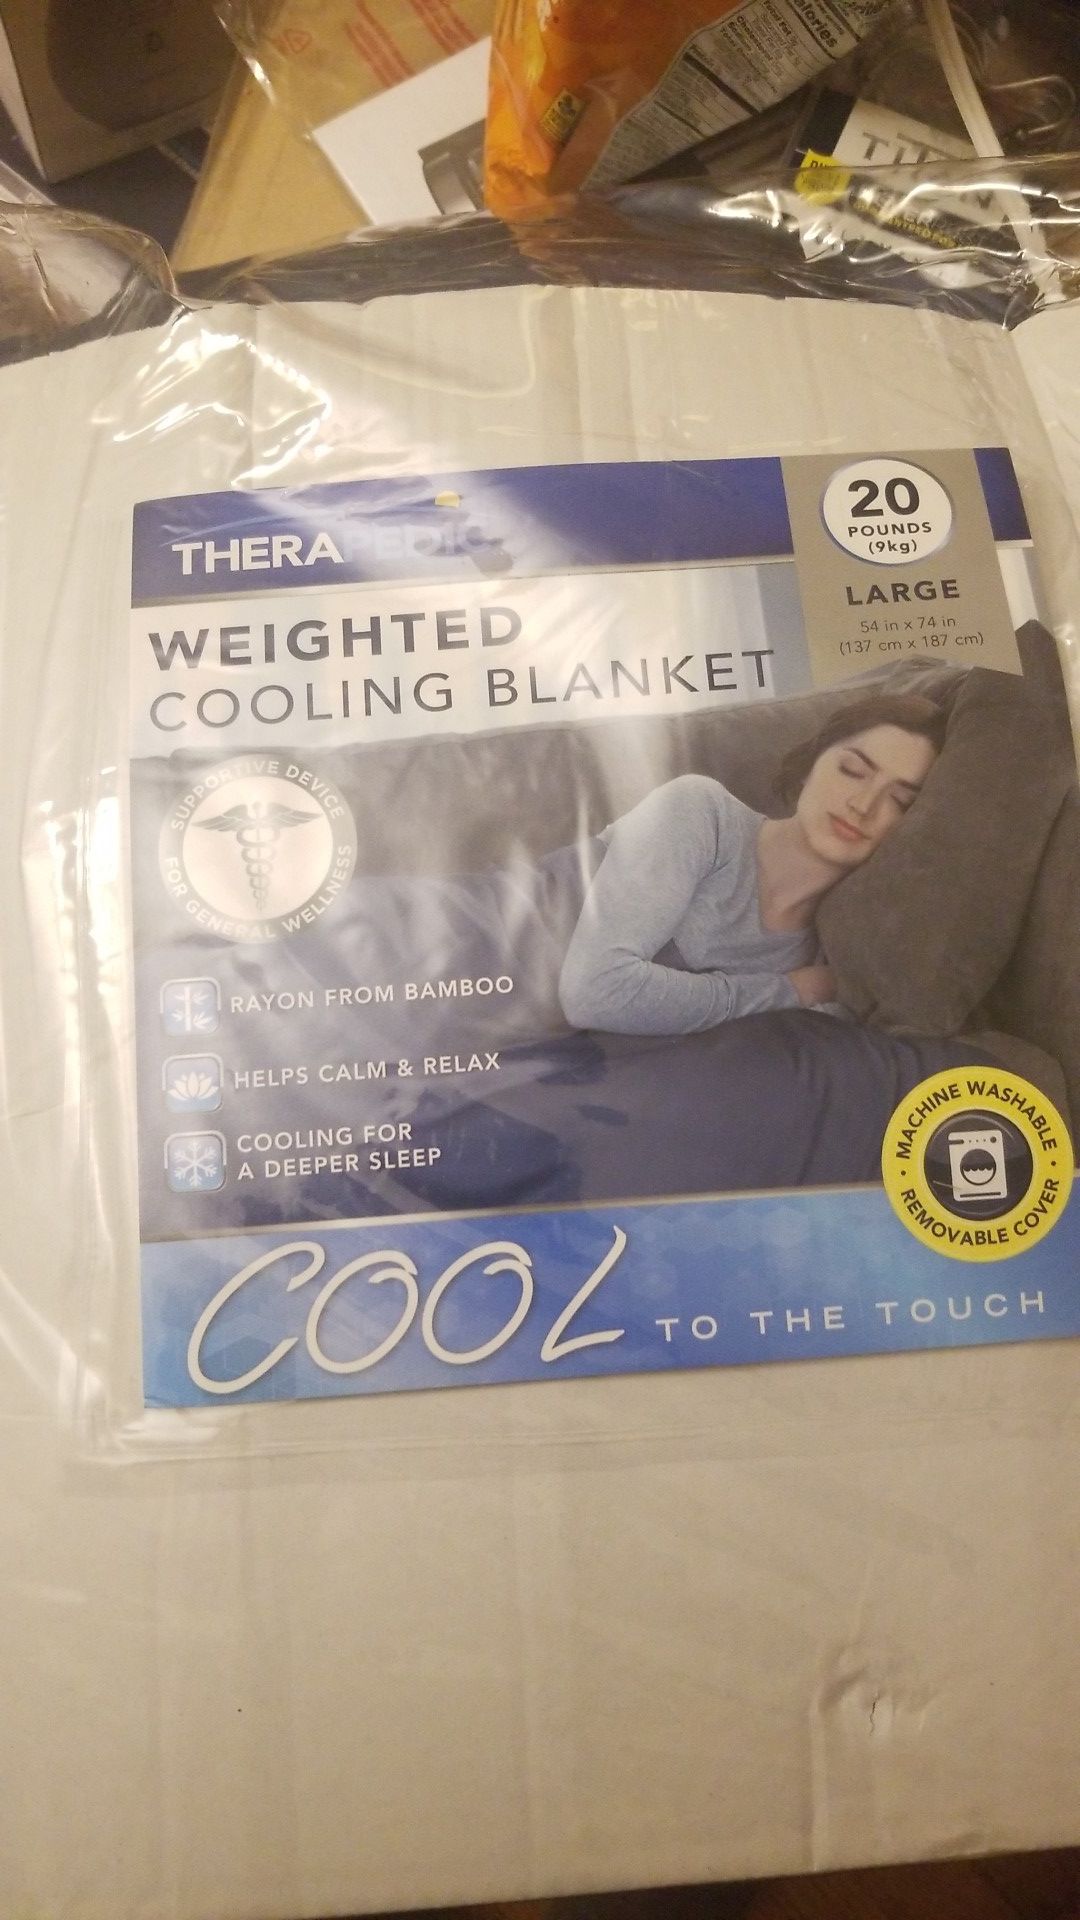 alories
THERAPEDIC
20
POUNDS
(9kg)
LARGE
54 in x 74 in
(137 cm x 187 cm)
WEIGHTED
COOLING BLANKET
SUPPORTIVE DEVICE
FOR GENERAL WELLNESS
RAYON FROM BAMBOO
HELPS CALM & RELAX
COOLING FOR
A DEEPER SLEEP
MACHINE WASHABLE
REMOVABLE COVER
COOL TO THE TOUCH